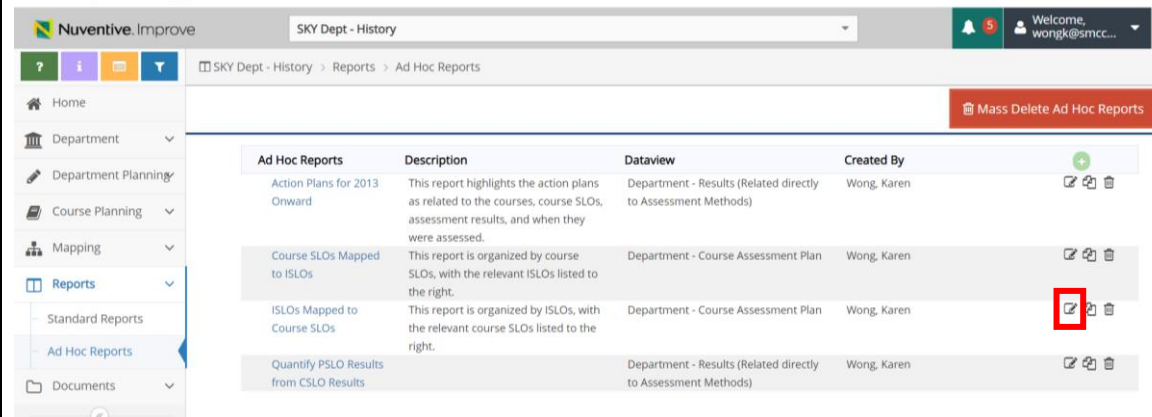 Nuventive. Improve
SKY Dept - History
5
Welcome,
wongk@smcc...
? i
SKY Dept - History > Reports > Ad Hoc Reports
Home
Mass Delete Ad Hoc Reports
Department
Department Planning
Course Planning
Mapping
Reports
Standard Reports
Ad Hoc Reports
Documents
Ad Hoc Reports Description Dataview Created By
Action Plans for 2013 This report highlights the action plans Department - Results (Related directly Wong, Karen
Onward as related to the courses, course SLOs, to Assessment Methods)
assessment results, and when they
were assessed.
Course SLOs Mapped This report is organized by course Department - Course Assessment Plan Wong, Karen
to ISLOs SLOs, with the relevant ISLOs listed to
the right.
ISLOs Mapped to This report is organized by ISLOs, with Department - Course Assessment Plan Wong, Karen
Course SLOs the relevant course SLOs listed to the
right.
Quantify PSLO Results Department - Results (Related directly Wong, Karen
from CSLO Results to Assessment Methods)